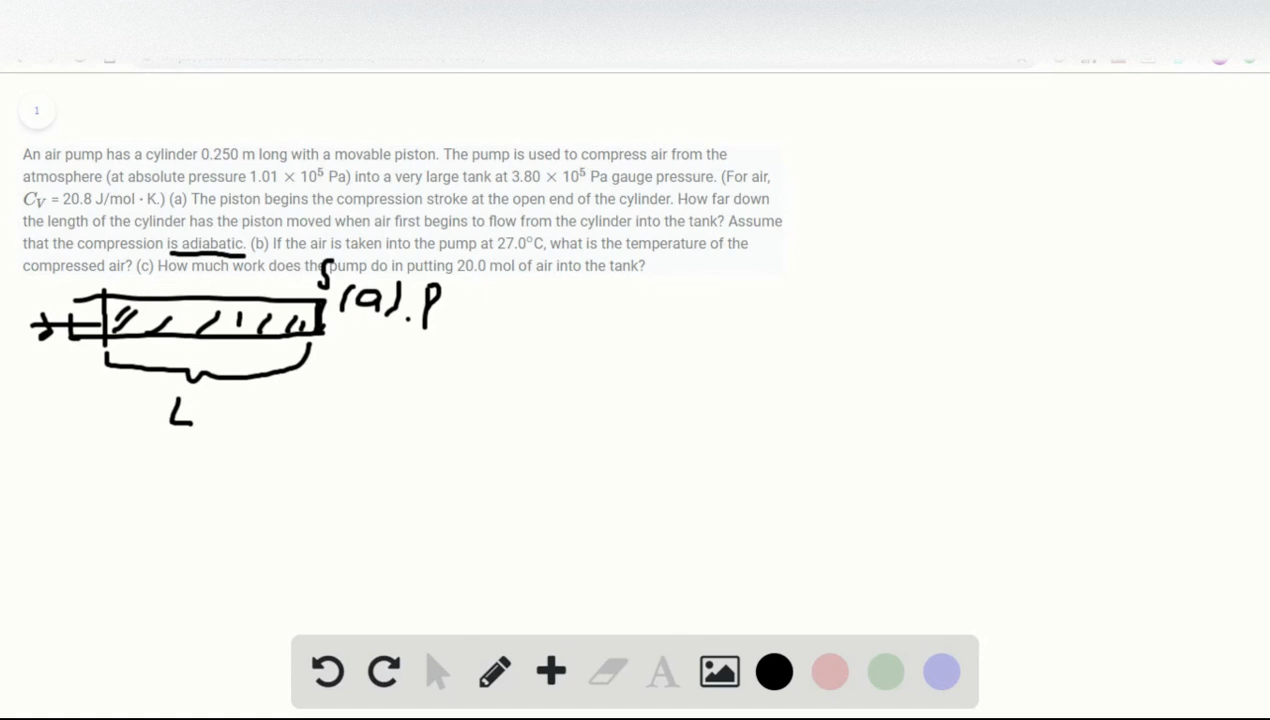 1
An air pump has a cylinder 0.250 m long with a movable piston. The pump is used to compress air from the
atmosphere (at absolute pressure 1.01 × 10⁵ Pa) into a very large tank at 3.80 × 10⁵ Pa gauge pressure. (For air,
C_V = 20.8 J/mol · K.) (a) The piston begins the compression stroke at the open end of the cylinder. How far down
the length of the cylinder has the piston moved when air first begins to flow from the cylinder into the tank? Assume
that the compression is adiabatic. (b) If the air is taken into the pump at 27.0°C, what is the temperature of the
compressed air? (c) How much work does the pump do in putting 20.0 mol of air into the tank?
S
(a). P
L
A